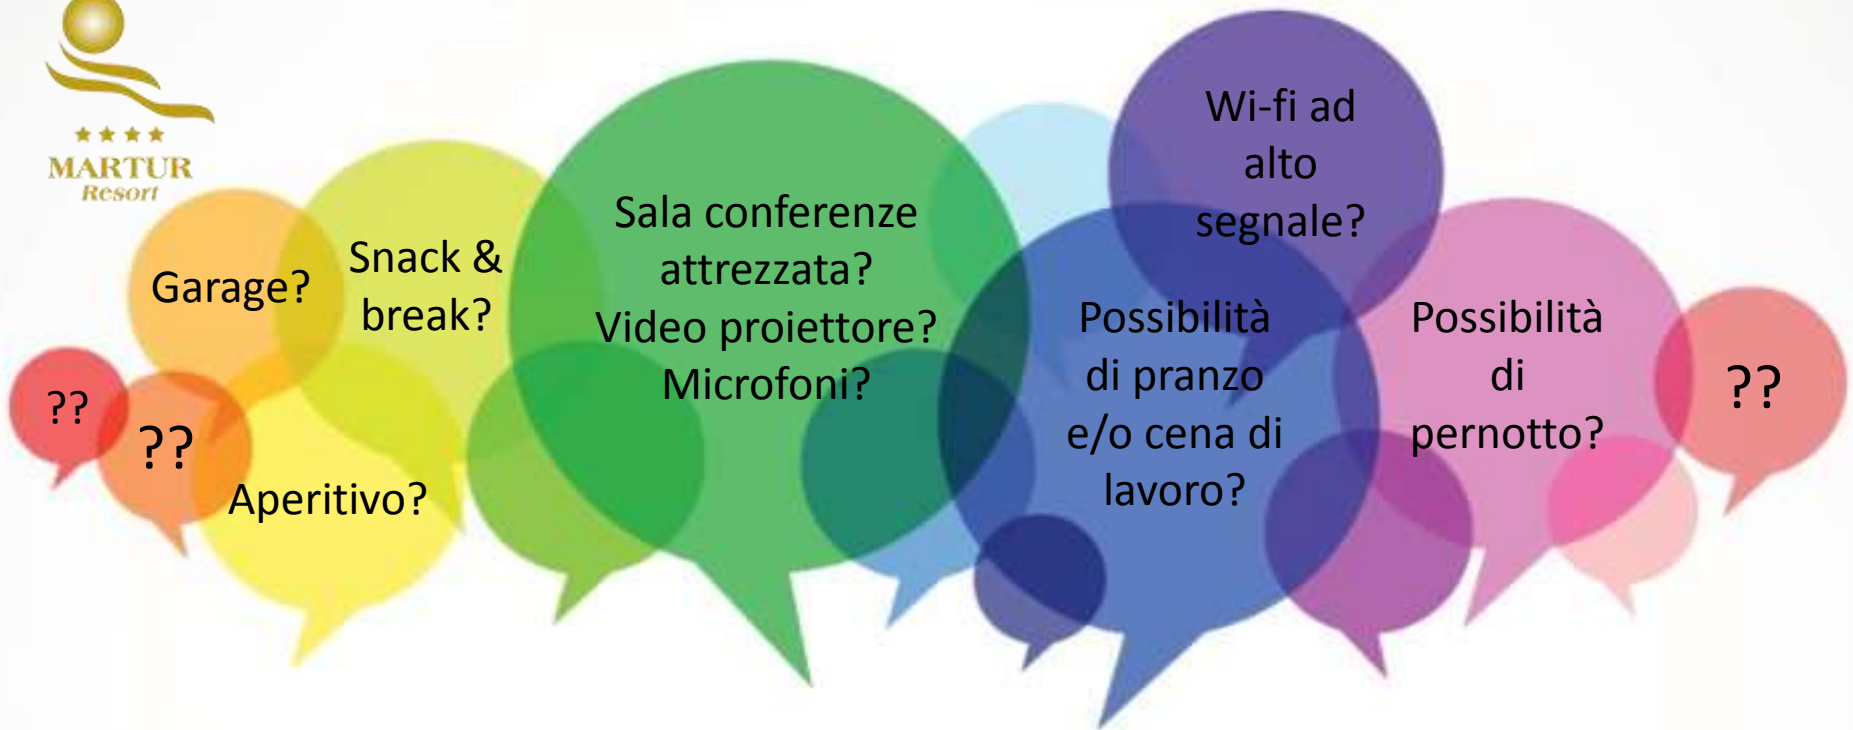 ★★★★
MARTUR
Resort
Garage?
Snack &
break?
Sala conferenze
attrezzata?
Video proiettore?
Microfoni?
Wi-fi ad
alto
segnale?
Possibilità
di pranzo
e/o cena di
lavoro?
Possibilità
di
pernotto?
??
??
??
Aperitivo?